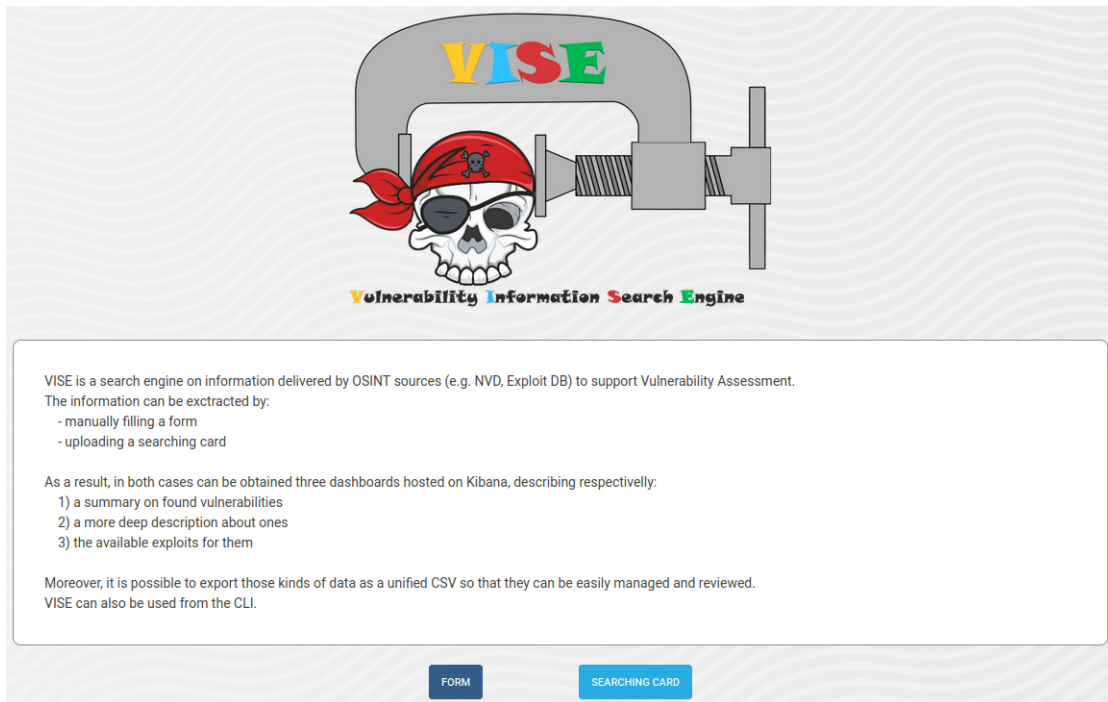 VISE
Vulnerability Information Search Engine
VISE is a search engine on information delivered by OSINT sources (e.g. NVD, Exploit DB) to support Vulnerability Assessment.
The information can be exctracted by:
- manually filling a form
- uploading a searching card
As a result, in both cases can be obtained three dashboards hosted on Kibana, describing respectivelly:
1) a summary on found vulnerabilities
2) a more deep description about ones
3) the available exploits for them
Moreover, it is possible to export those kinds of data as a unified CSV so that they can be easily managed and reviewed.
VISE can also be used from the CLI.
FORM
SEARCHING CARD